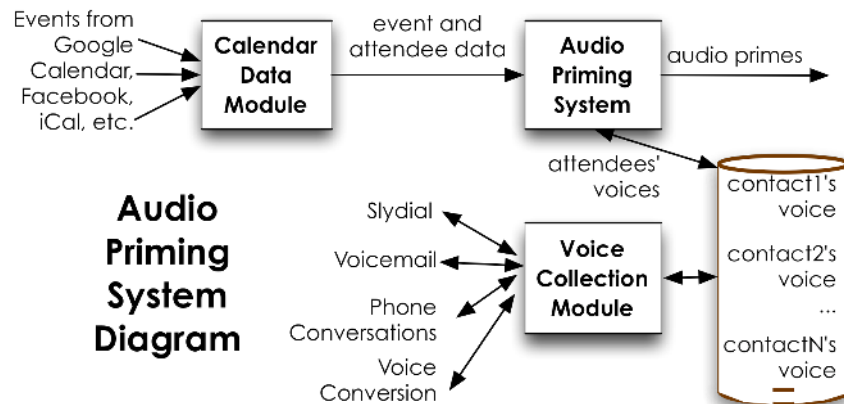 Events from
Google
Calendar,
Facebook,
iCal, etc.
Calendar
Data
Module
event and
attendee data
Audio
Priming
System
audio primes
attendees'
voices
Audio
Priming
System
Diagram
Slydial
Voicemail
Phone
Conversations
Voice
Conversion
Voice
Collection
Module
contact1's
voice
contact2's
voice
...
contactN's
voice